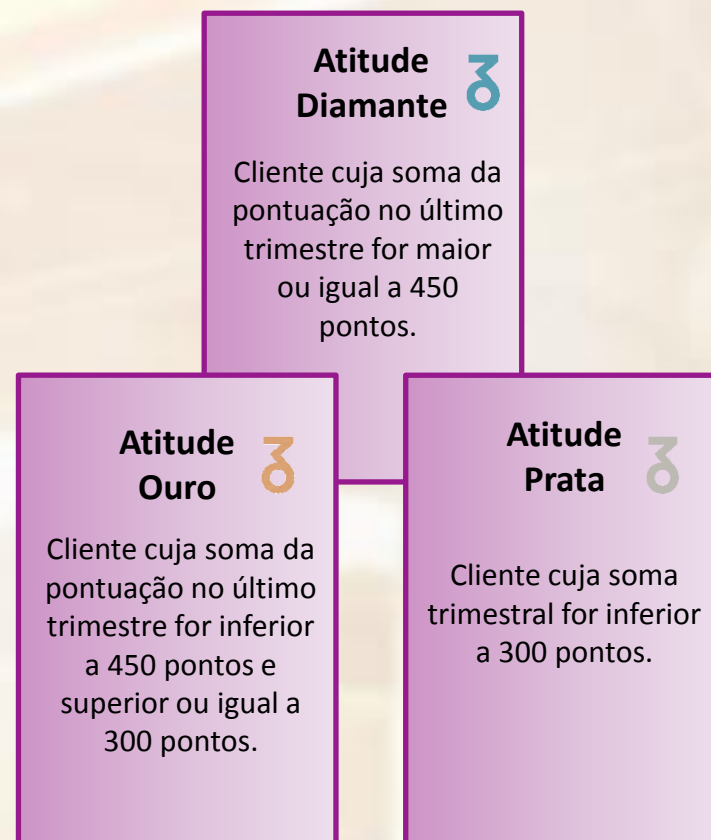 Atitude
Diamante
Cliente cuja soma da
pontuação no último
trimestre for maior
ou igual a 450
pontos.
Atitude
Ouro
Cliente cuja soma da
pontuação no último
trimestre for inferior
a 450 pontos e
superior ou igual a
300 pontos.
Atitude
Prata
Cliente cuja soma
trimestral for inferior
a 300 pontos.